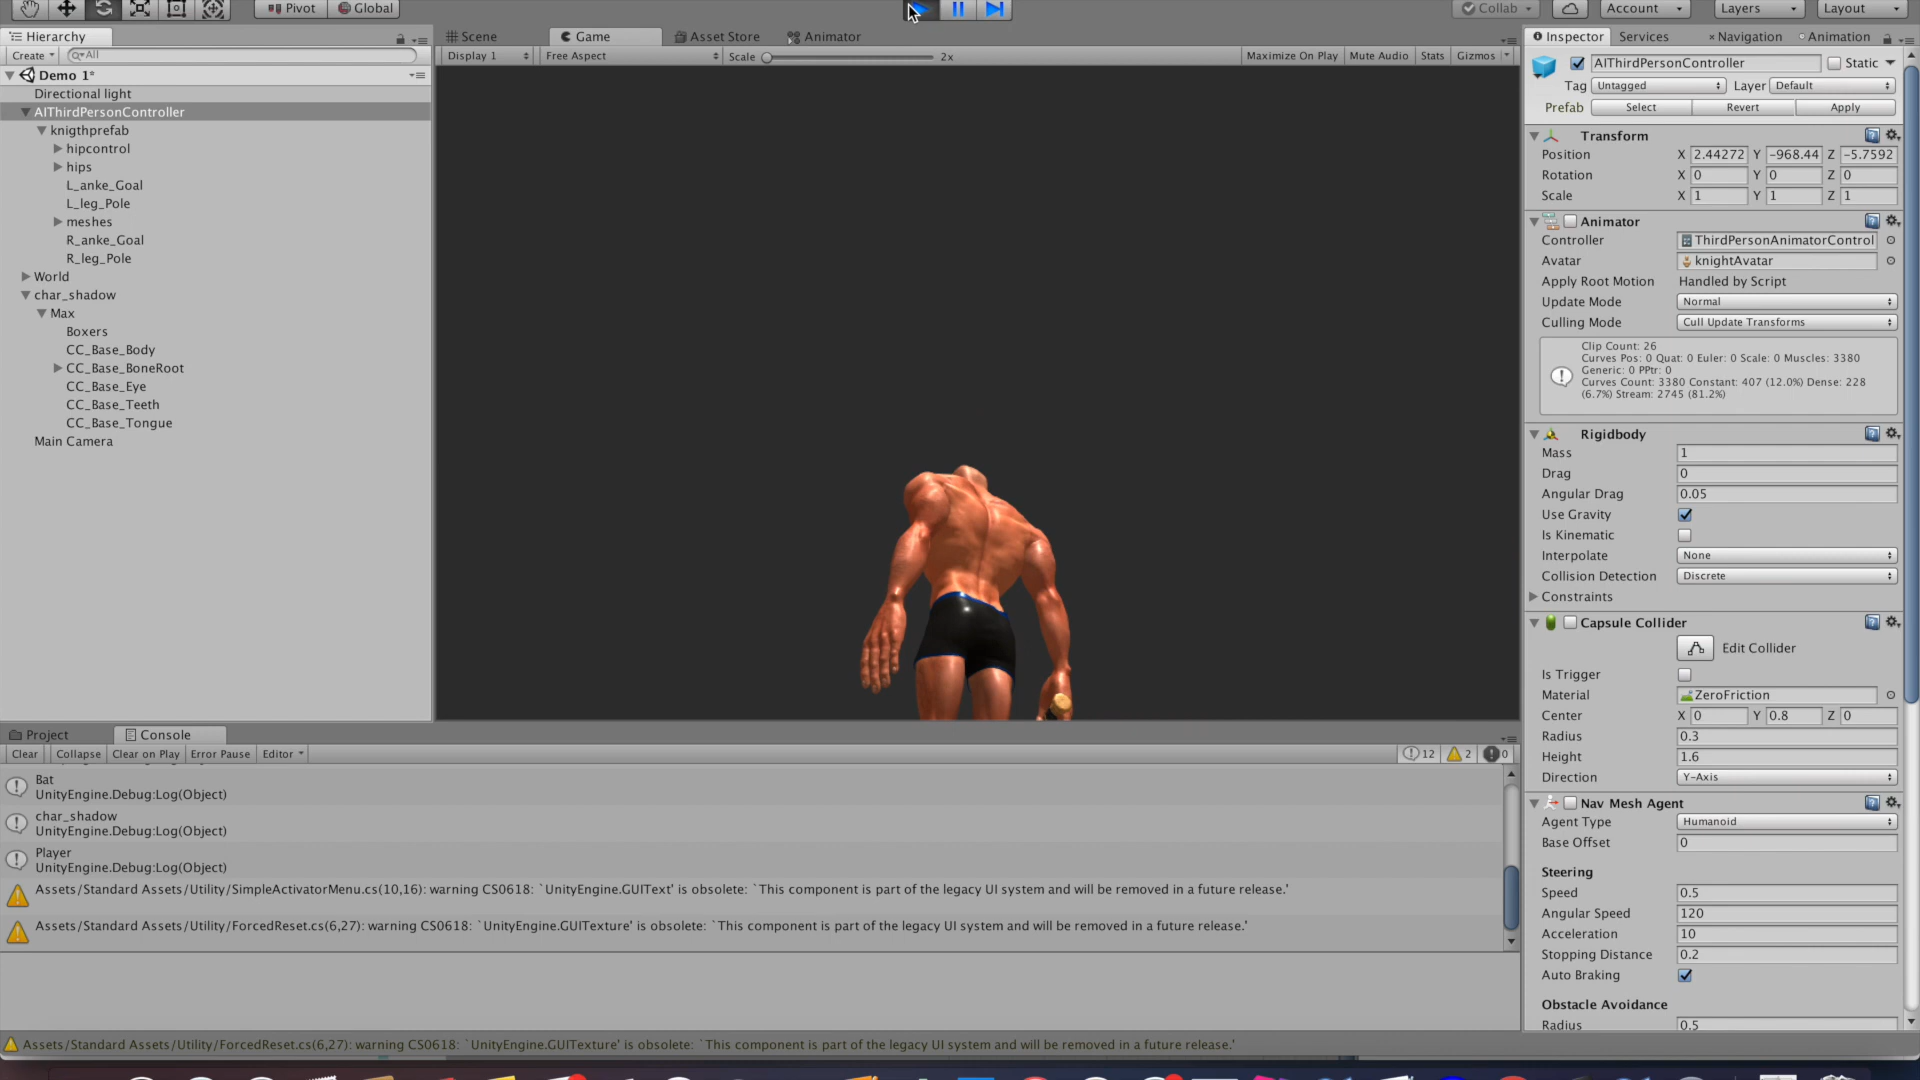 Pivot Global Collab Account Layers Layout
Hierarchy
Create All
Demo 1*
Directional light
AIThirdPersonController
knigthprefab
hipcontrol
hips
L_anke_Goal
L_leg_Pole
meshes
R_anke_Goal
R_leg_Pole
World
char_shadow
Max
Boxers
CC_Base_Body
CC_Base_BoneRoot
CC_Base_Eye
CC_Base_Teeth
CC_Base_Tongue
Main Camera
Scene Game Asset Store Animator
Display 1 Free Aspect Scale 2x Maximize On Play Mute Audio Stats Gizmos
Inspector Services Navigation Animation
AIThirdPersonController Static
Tag Untagged Layer Default
Prefab Select Revert Apply
Transform
Position X 2.44272 Y -968.44 Z -5.7592
Rotation X 0 Y 0 Z 0
Scale X 1 Y 1 Z 1
Animator
Controller ThirdPersonAnimatorControl
Avatar knightAvatar
Apply Root Motion Handled by Script
Update Mode Normal
Culling Mode Cull Update Transforms
Clip Count: 26
Curves Pos: 0 Quat: 0 Euler: 0 Scale: 0 Muscles: 3380
Generic: 0 PPtr: 0
Curves Count: 3380 Constant: 407 (12.0%) Dense: 228
(6.7%) Stream: 2745 (81.2%)
Rigidbody
Mass 1
Drag 0
Angular Drag 0.05
Use Gravity
Is Kinematic
Interpolate None
Collision Detection Discrete
Constraints
Capsule Collider
Edit Collider
Is Trigger
Material ZeroFriction
Center X 0 Y 0.8 Z 0
Radius 0.3
Height 1.6
Direction Y-Axis
Nav Mesh Agent
Agent Type Humanoid
Base Offset 0
Steering
Speed 0.5
Angular Speed 120
Acceleration 10
Stopping Distance 0.2
Auto Braking
Obstacle Avoidance
Radius 0.5
Project Console
Clear Collapse Clear on Play Error Pause Editor 12 2 0
Bat
UnityEngine.Debug:Log(Object)
char_shadow
UnityEngine.Debug:Log(Object)
Player
UnityEngine.Debug:Log(Object)
Assets/Standard Assets/Utility/SimpleActivatorMenu.cs(10,16): warning CS0618: `UnityEngine.GUIText' is obsolete: `This component is part of the legacy UI system and will be removed in a future release.'
Assets/Standard Assets/Utility/ForcedReset.cs(6,27): warning CS0618: `UnityEngine.GUITexture' is obsolete: `This component is part of the legacy UI system and will be removed in a future release.'
Assets/Standard Assets/Utility/ForcedReset.cs(6,27): warning CS0618: `UnityEngine.GUITexture' is obsolete: `This component is part of the legacy UI system and will be removed in a future release.'